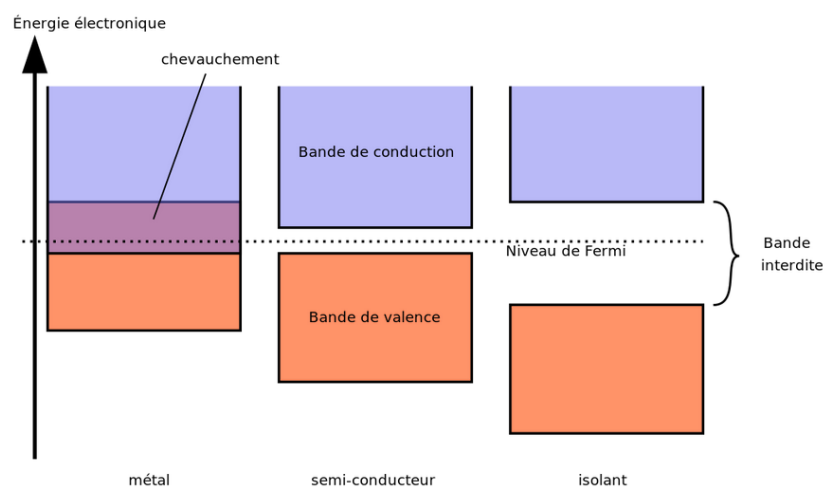 Énergie électronique
chevauchement
Bande de conduction
Niveau de Fermi
Bande
interdite
Bande de valence
métal
semi-conducteur
isolant